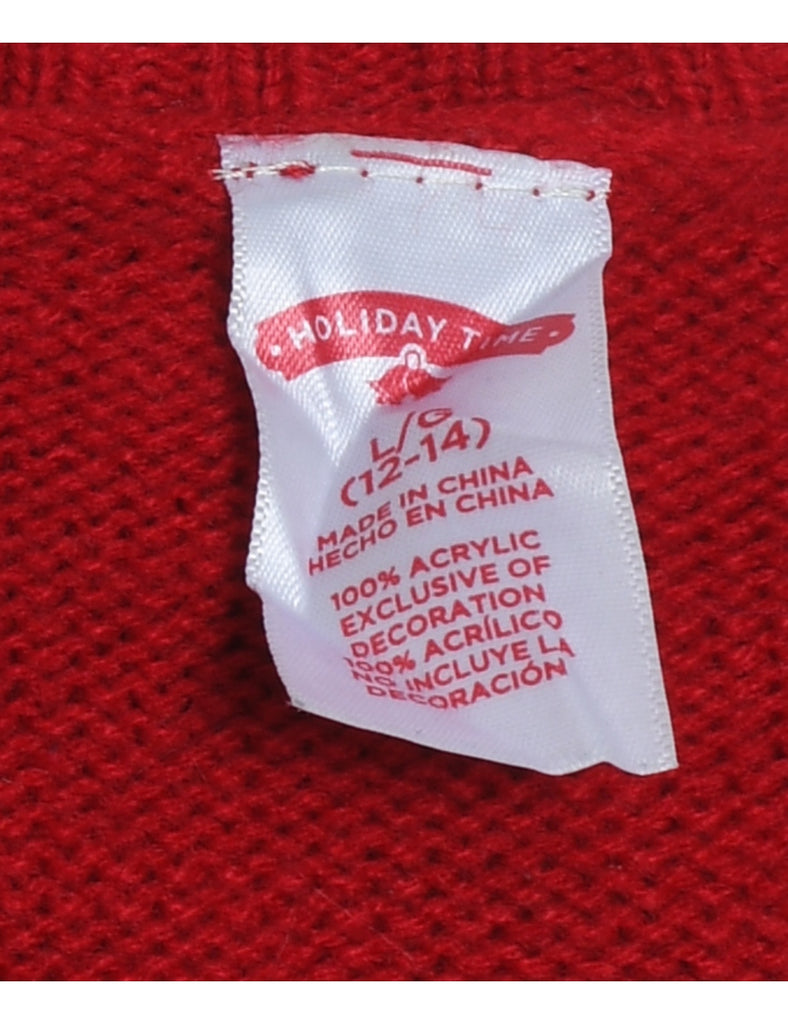 · HOLIDAY TIME ·
L/G
(12-14)
MADE IN CHINA
HECHO EN CHINA
100% ACRYLIC
EXCLUSIVE OF
DECORATION
100% ACRÍLICO
NO INCLUYE LA
DECORACIÓN